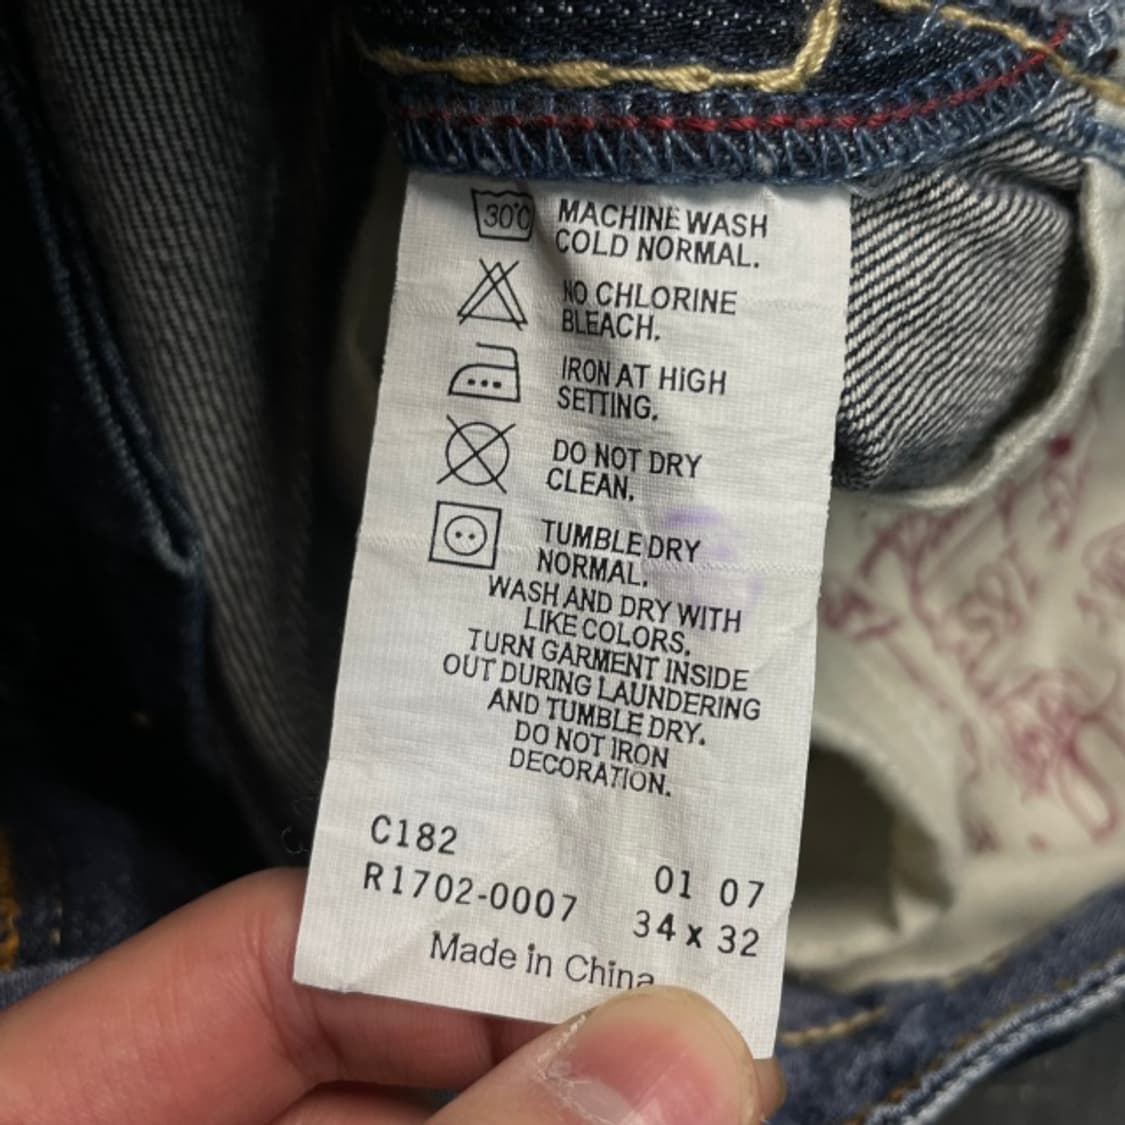 30°C MACHINE WASH
COLD NORMAL.
NO CHLORINE
BLEACH.
IRON AT HiGH
SETTING.
DO NOT DRY
CLEAN.
TUMBLE DRY
NORMAL.
WASH AND DRY WITH
LIKE COLORS.
TURN GARMENT INSIDE
OUT DURING LAUNDERING
AND TUMBLE DRY.
DO NOT IRON
DECORATION.
C182
R1702-0007 01 07
34 x 32
Made in China